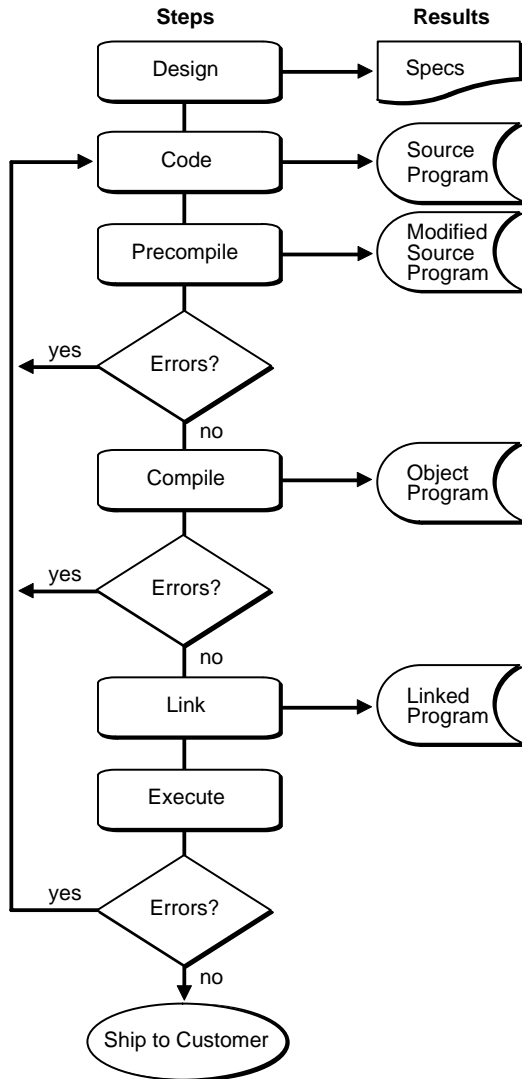 Steps
Results
Design
Specs
Code
Source
Program
Precompile
Modified
Source
Program
yes
Errors?
no
Compile
Object
Program
yes
Errors?
no
Link
Linked
Program
Execute
yes
Errors?
no
Ship to Customer